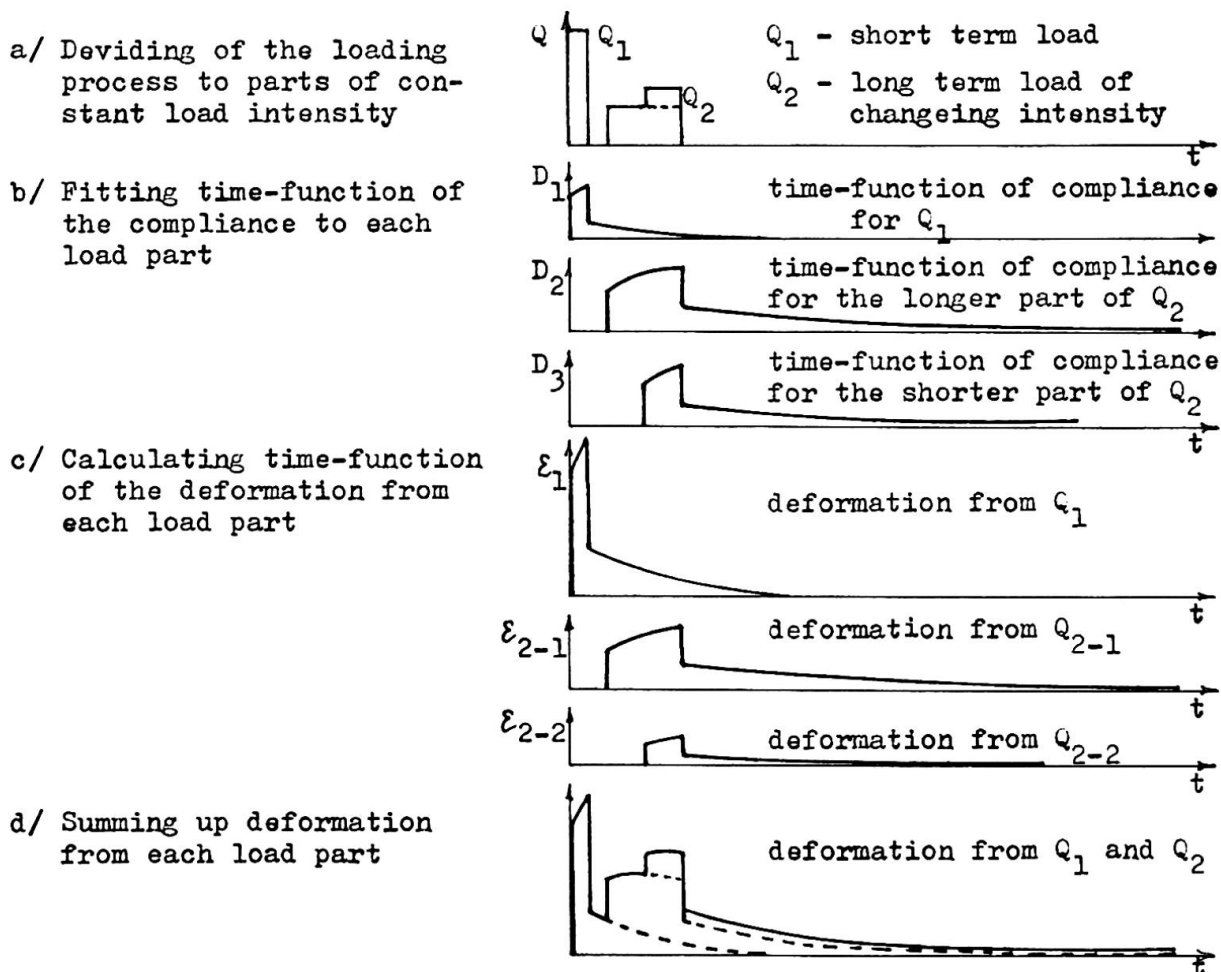 a/ Deviding of the loading
process to parts of con-
stant load intensity
Q
Q1
Q2
Q1 - short term load
Q2 - long term load of
changeing intensity
t
b/ Fitting time-function of
the compliance to each
load part
D1
time-function of compliance
for Q1
D2
time-function of compliance
for the longer part of Q2
t
D3
time-function of compliance
for the shorter part of Q2
t
c/ Calculating time-function
of the deformation from
each load part
ε1
deformation from Q1
t
ε2-1
deformation from Q2-1
t
ε2-2
deformation from Q2-2
t
d/ Summing up deformation
from each load part
deformation from Q1 and Q2
t